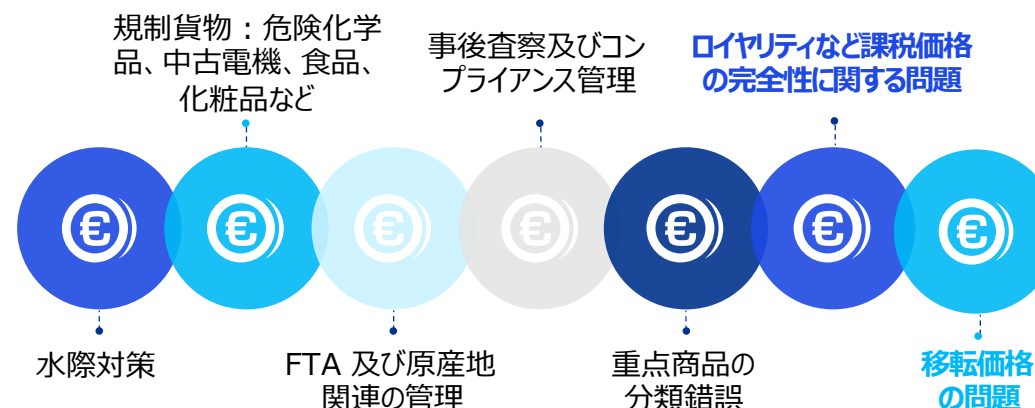 規制貨物：危険化学
品、中古電機、食品、
化粧品など
事後査察及びコン
プライアンス管理
ロイヤリティなど課税価格
の完全性に関する問題
€
€
€
€
€
€
€
水際対策
FTA 及び原産地
関連の管理
重点商品の
分類錯誤
移転価格
の問題